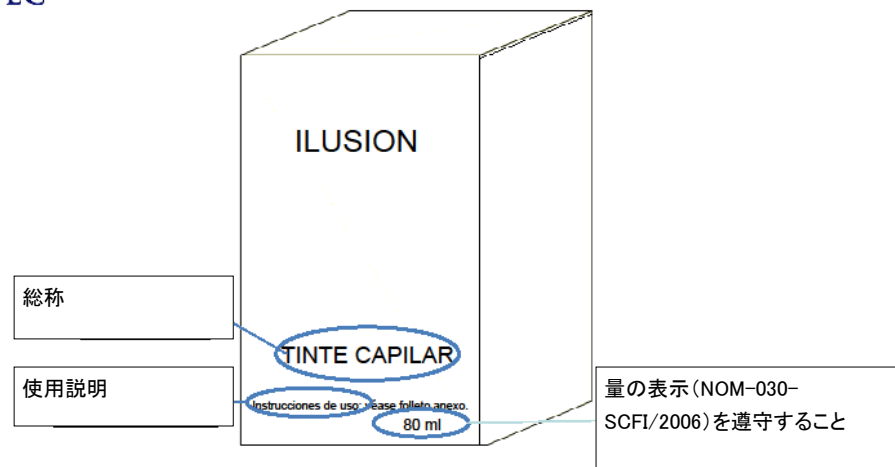 ILUSION
総称
TINTE CAPILAR
使用説明
Instrucciones de uso: vease folleto anexo.
80 ml
量の表示(NOM-030-
SCFI/2006)を遵守すること